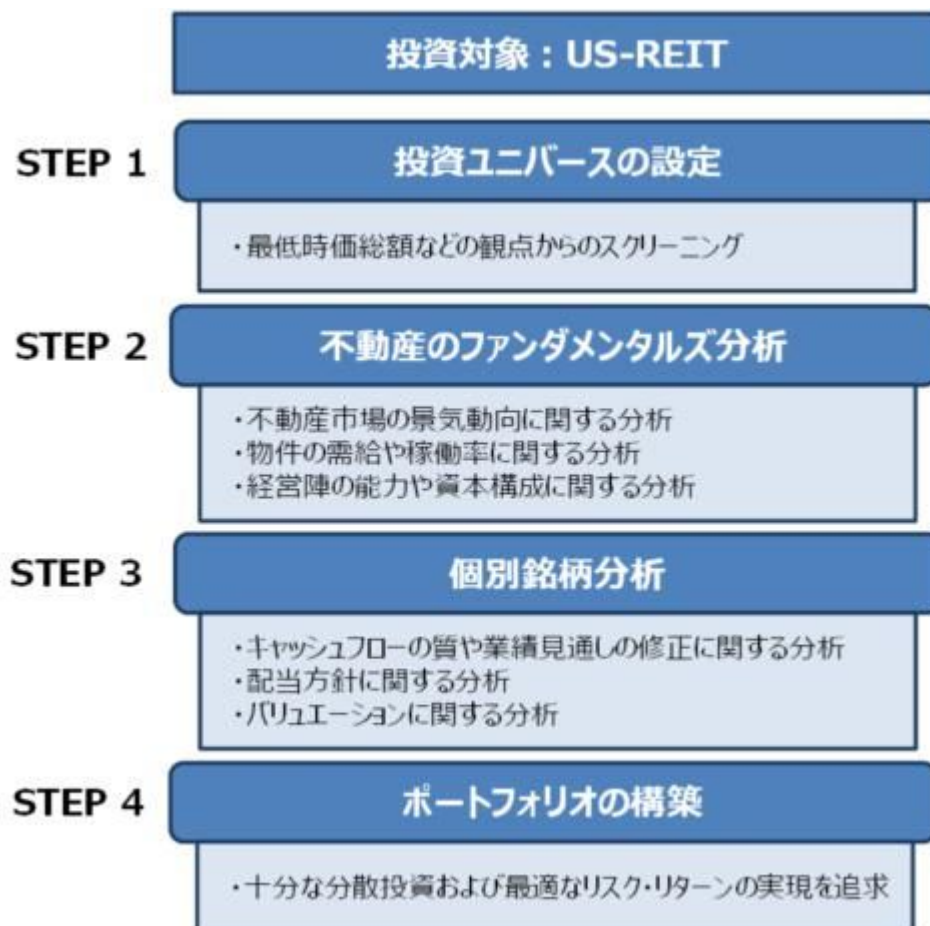 投資対象：US-REIT
STEP 1
投資ユニバースの設定
・最低時価総額などの観点からのスクリーニング
STEP 2
不動産のファンダメンタルズ分析
・不動産市場の景気動向に関する分析
・物件の需給や稼働率に関する分析
・経営陣の能力や資本構成に関する分析
STEP 3
個別銘柄分析
・キャッシュフローの質や業績見通しの修正に関する分析
・配当方針に関する分析
・バリュエーションに関する分析
STEP 4
ポートフォリオの構築
・十分な分散投資および最適なリスク・リターンの実現を追求